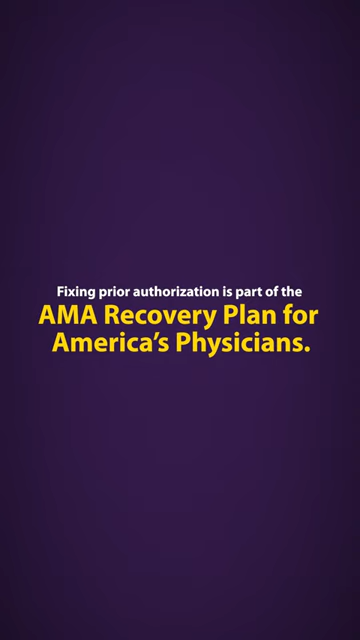 Fixing prior authorization is part of the
AMA Recovery Plan for
America's Physicians.